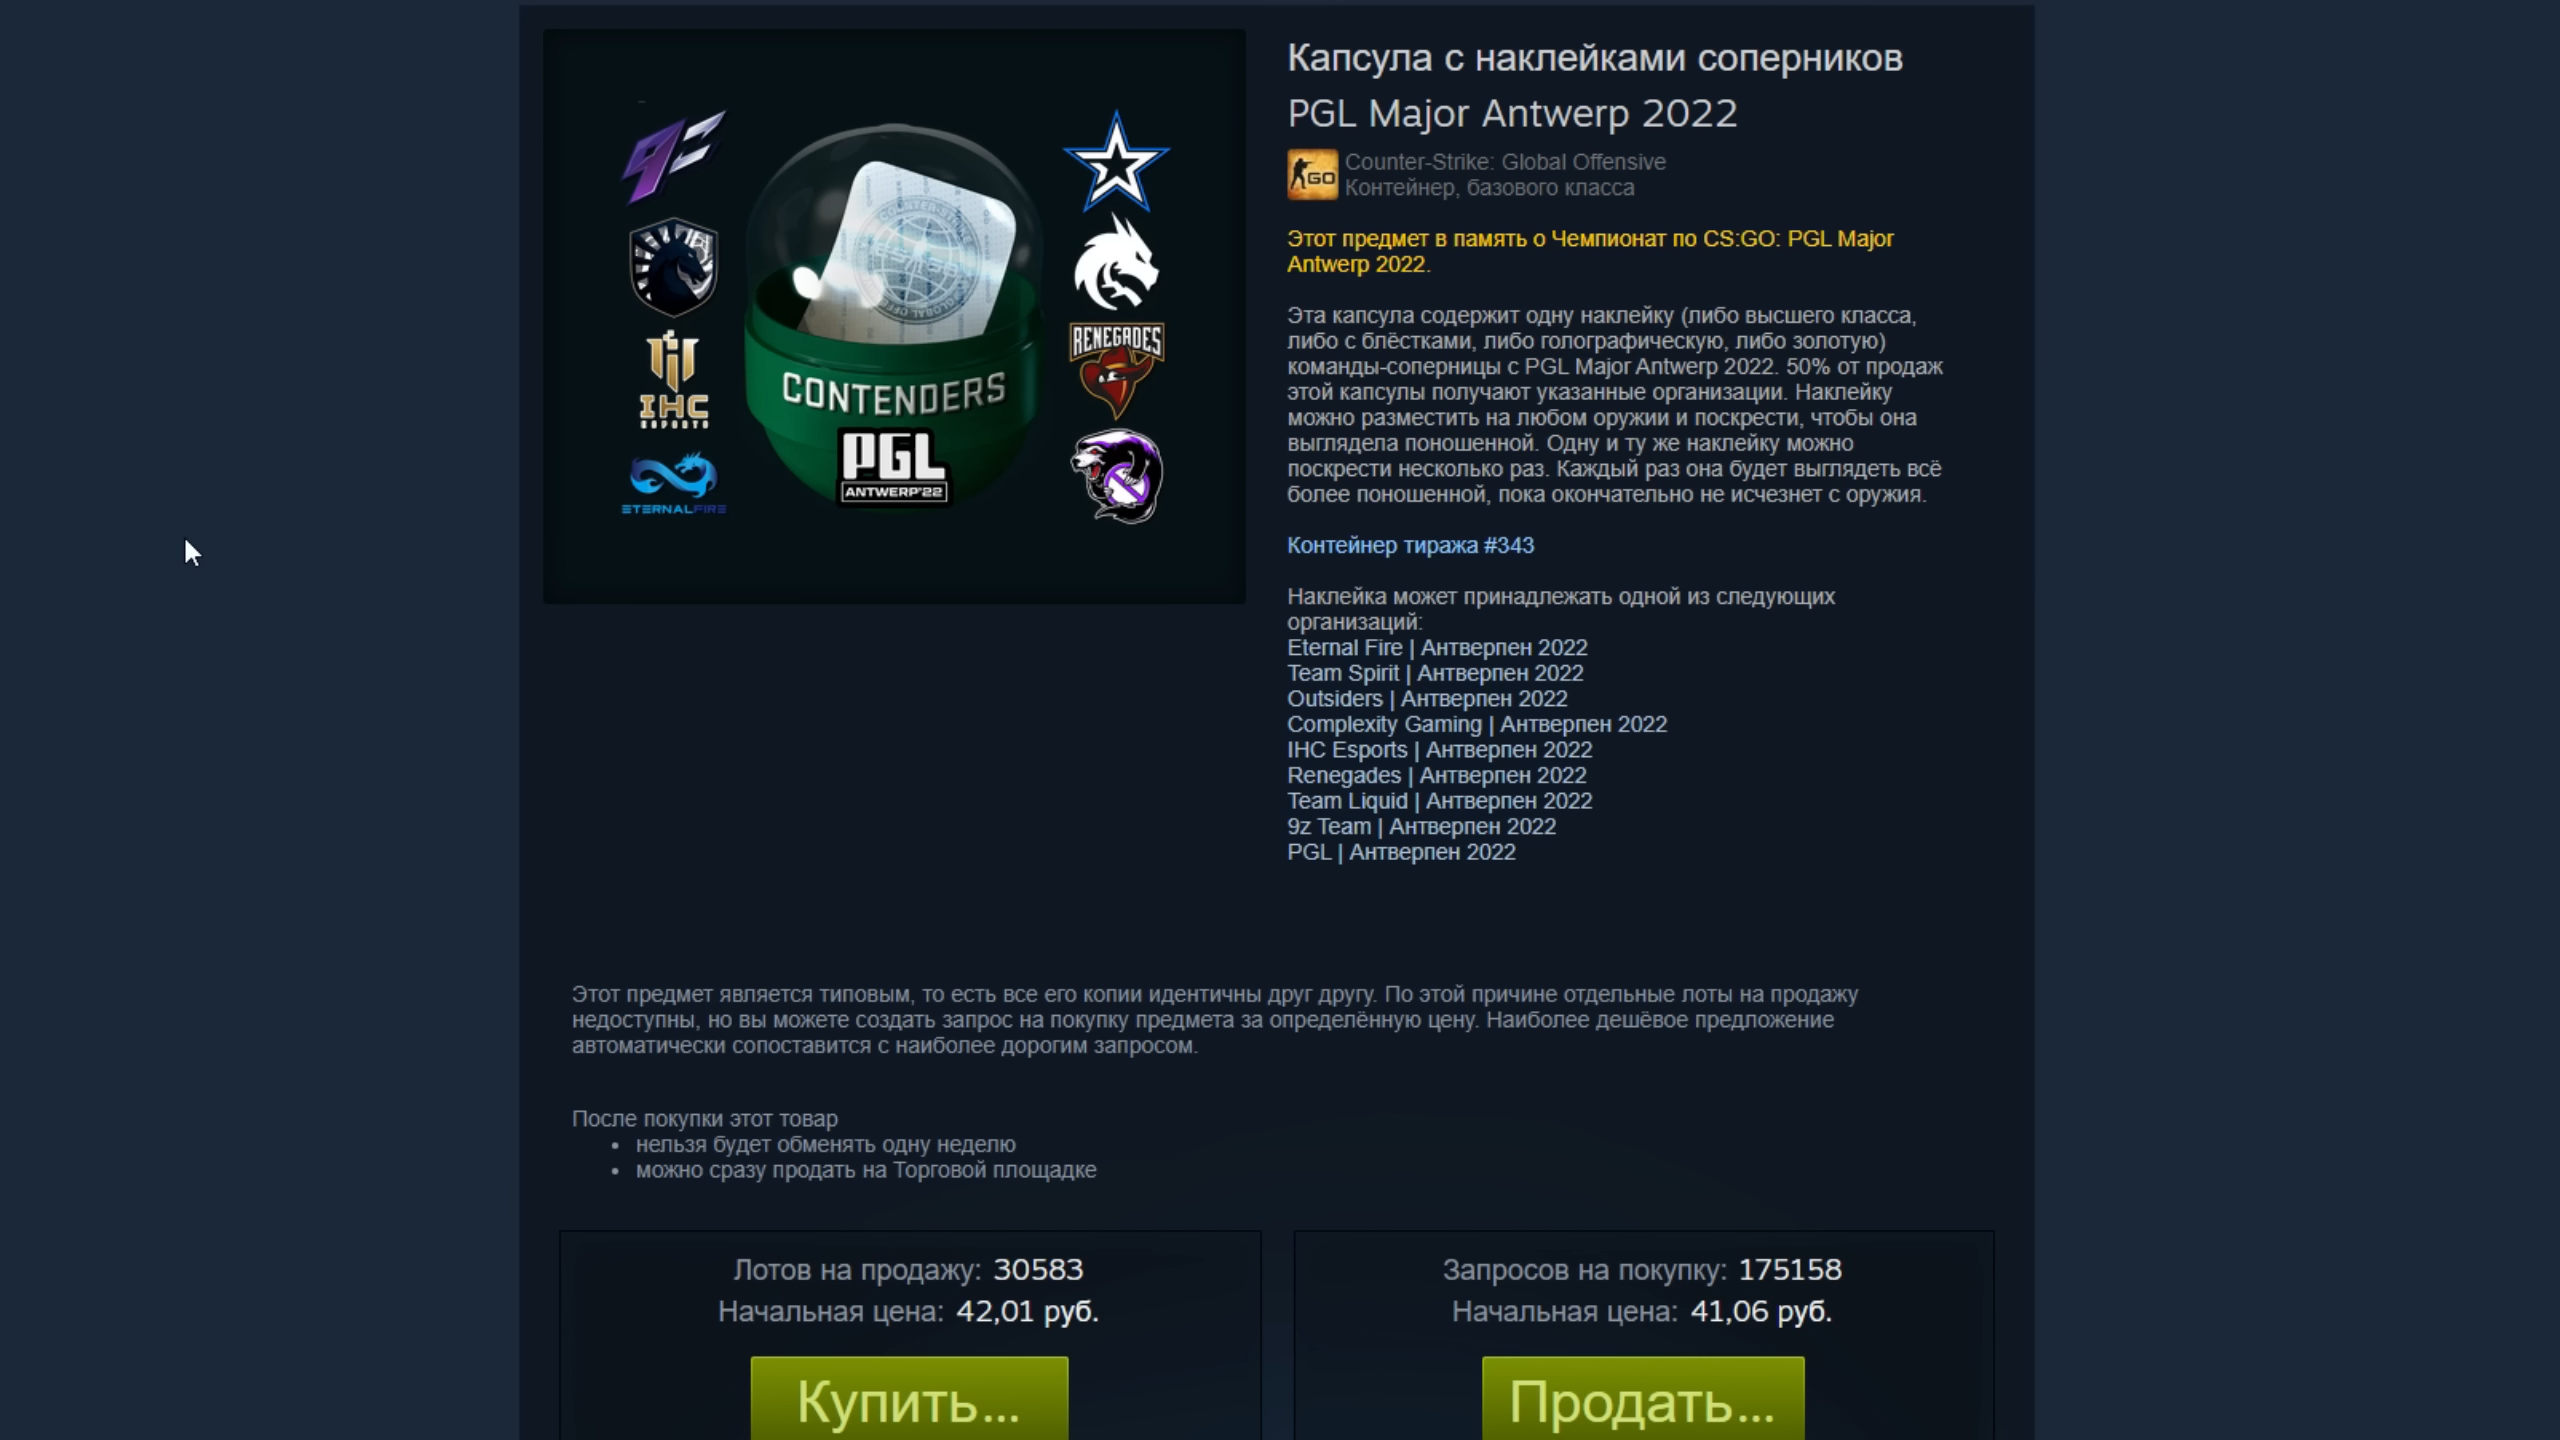 Капсула с наклейками соперников
PGL Major Antwerp 2022
GO
Counter-Strike: Global Offensive
Контейнер, базового класса
Этот предмет в память о Чемпионат по CS:GO: PGL Major
Antwerp 2022.
Эта капсула содержит одну наклейку (либо высшего класса,
либо с блёстками, либо голографическую, либо золотую)
команды-соперницы с PGL Major Antwerp 2022. 50% от продаж
этой капсулы получают указанные организации. Наклейку
можно разместить на любом оружии и поскрести, чтобы она
выглядела поношенной. Одну и ту же наклейку можно
поскрести несколько раз. Каждый раз она будет выглядеть всё
более поношенной, пока окончательно не исчезнет с оружия.
Контейнер тиража #343
Наклейка может принадлежать одной из следующих
организаций:
Eternal Fire | Антверпен 2022
Team Spirit | Антверпен 2022
Outsiders | Антверпен 2022
Complexity Gaming | Антверпен 2022
IHC Esports | Антверпен 2022
Renegades | Антверпен 2022
Team Liquid | Антверпен 2022
9z Team | Антверпен 2022
PGL | Антверпен 2022
RENEGADES
IHC
ESPORTS
CONTENDERS
PGL
ANTWERP'22
ETERNALFIRE
Этот предмет является типовым, то есть все его копии идентичны друг другу. По этой причине отдельные лоты на продажу
недоступны, но вы можете создать запрос на покупку предмета за определённую цену. Наиболее дешёвое предложение
автоматически сопоставится с наиболее дорогим запросом.
После покупки этот товар
• нельзя будет обменять одну неделю
• можно сразу продать на Торговой площадке
Лотов на продажу: 30583
Начальная цена: 42,01 руб.
Купить...
Запросов на покупку: 175158
Начальная цена: 41,06 руб.
Продать...